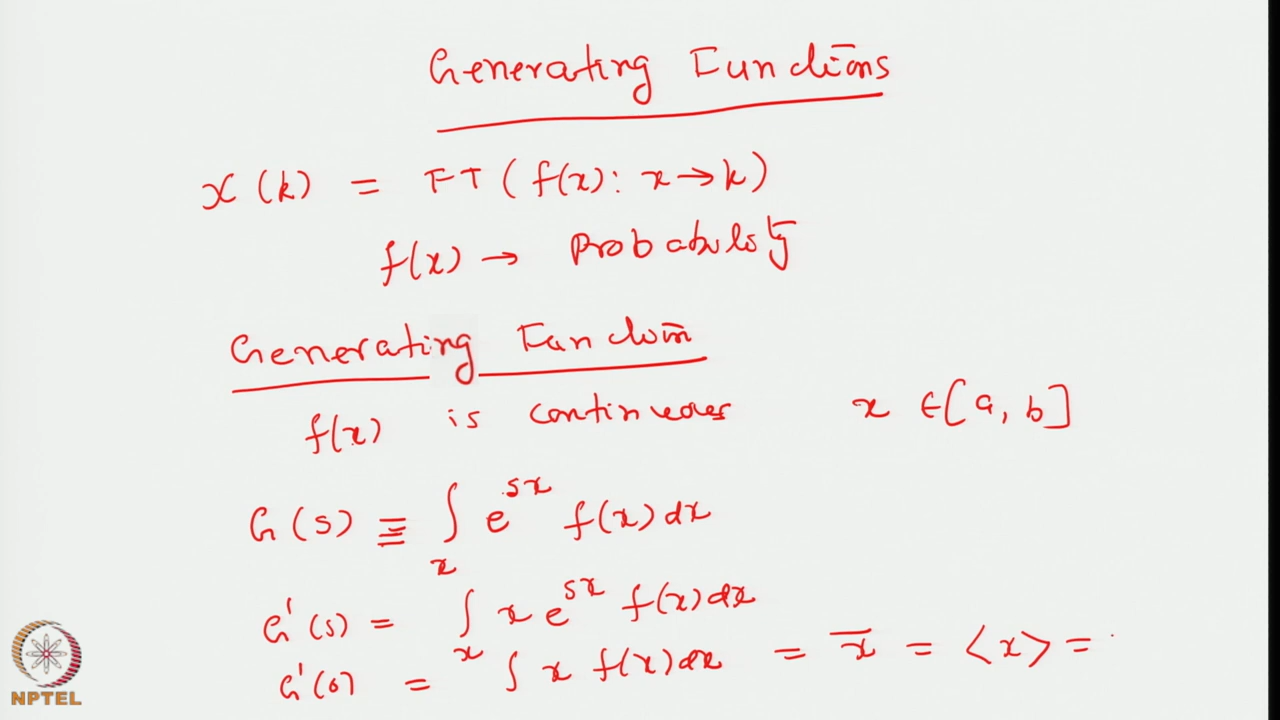 Generating Functions
X(k) = FT (f(x): x→k)
f(x) → Probability
Generating Function
f(x) is continuous x ∈ [a, b]
G(s) ≡ ∫ₓ e^{sx} f(x) dx
G'(s) = ∫ₓ x e^{sx} f(x) dx
G'(0) = ∫ x f(x) dx = x̄ = ⟨x⟩ =
NPTEL